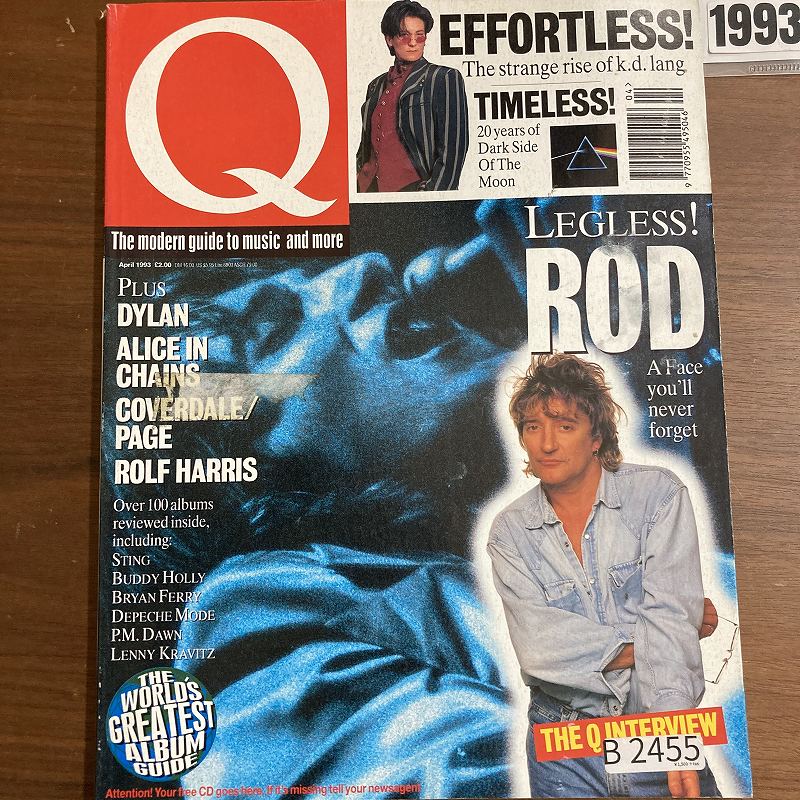 1993
Q
EFFORTLESS!
The strange rise of k.d. lang
TIMELESS!
20 years of
Dark Side
Of The
Moon
04>
9 770955 495046
The modern guide to music and more
April 1993 £2.00
LEGLESS!
ROD
A Face
you'll
never
forget
PLUS
DYLAN
ALICE IN
CHAINS
COVERDALE/
PAGE
ROLF HARRIS
Over 100 albums
reviewed inside,
including:
STING
BUDDY HOLLY
BRYAN FERRY
DEPECHE MODE
P.M. DAWN
LENNY KRAVITZ
THE
WORLD'S
GREATEST
ALBUM
GUIDE
THE Q INTERVIEW
B 2455
Attention! Your free CD goes here. If it's missing tell your newsagent